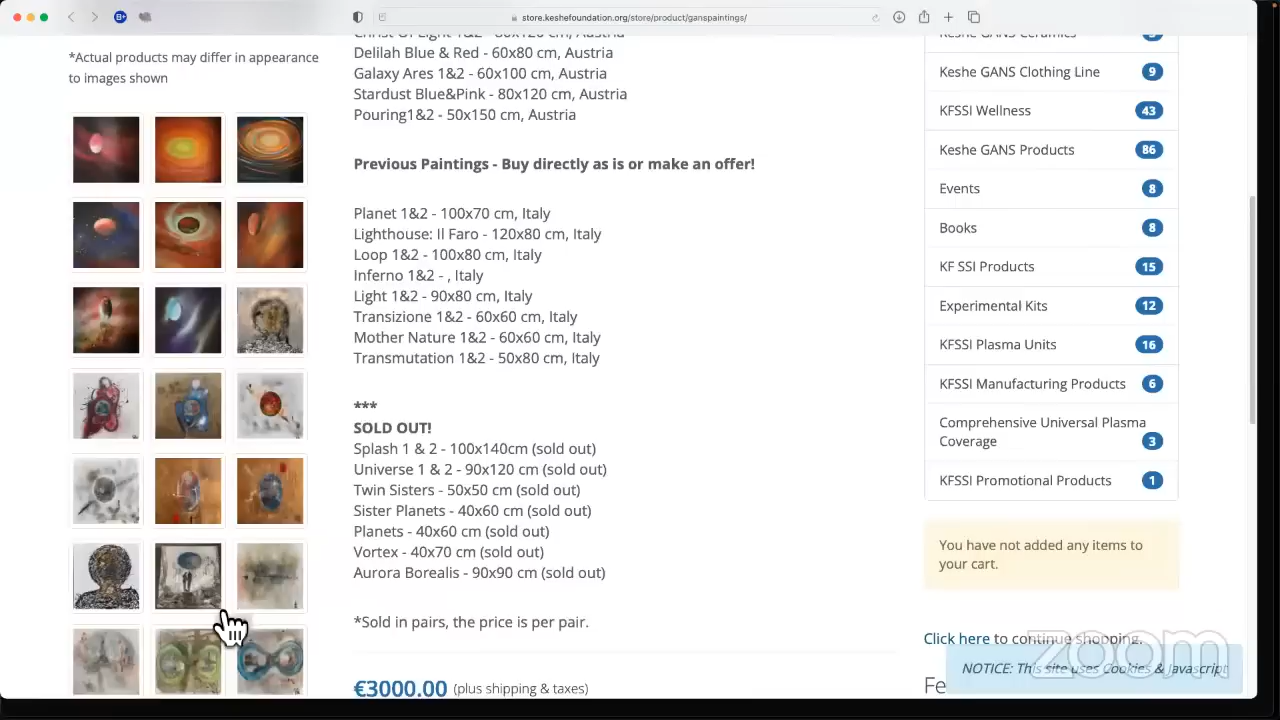 store.keshefoundation.org/store/product/ganspaintings/
*Actual products may differ in appearance
to images shown
Delilah Blue & Red - 60x80 cm, Austria
Galaxy Ares 1&2 - 60x100 cm, Austria
Stardust Blue&Pink - 80x120 cm, Austria
Pouring1&2 - 50x150 cm, Austria
Previous Paintings - Buy directly as is or make an offer!
Planet 1&2 - 100x70 cm, Italy
Lighthouse: Il Faro - 120x80 cm, Italy
Loop 1&2 - 100x80 cm, Italy
Inferno 1&2 - , Italy
Light 1&2 - 90x80 cm, Italy
Transizione 1&2 - 60x60 cm, Italy
Mother Nature 1&2 - 60x60 cm, Italy
Transmutation 1&2 - 50x80 cm, Italy
***
SOLD OUT!
Splash 1 & 2 - 100x140cm (sold out)
Universe 1 & 2 - 90x120 cm (sold out)
Twin Sisters - 50x50 cm (sold out)
Sister Planets - 40x60 cm (sold out)
Planets - 40x60 cm (sold out)
Vortex - 40x70 cm (sold out)
Aurora Borealis - 90x90 cm (sold out)
*Sold in pairs, the price is per pair.
€3000.00 (plus shipping & taxes)
Keshe GANS Ceramics
Keshe GANS Clothing Line 9
KFSSI Wellness 43
Keshe GANS Products 86
Events 8
Books 8
KF SSI Products 15
Experimental Kits 12
KFSSI Plasma Units 16
KFSSI Manufacturing Products 6
Comprehensive Universal Plasma
Coverage 3
KFSSI Promotional Products 1
You have not added any items to
your cart.
Click here to continue shopping.
zoom
NOTICE: This site uses Cookies & Javascript
Fe